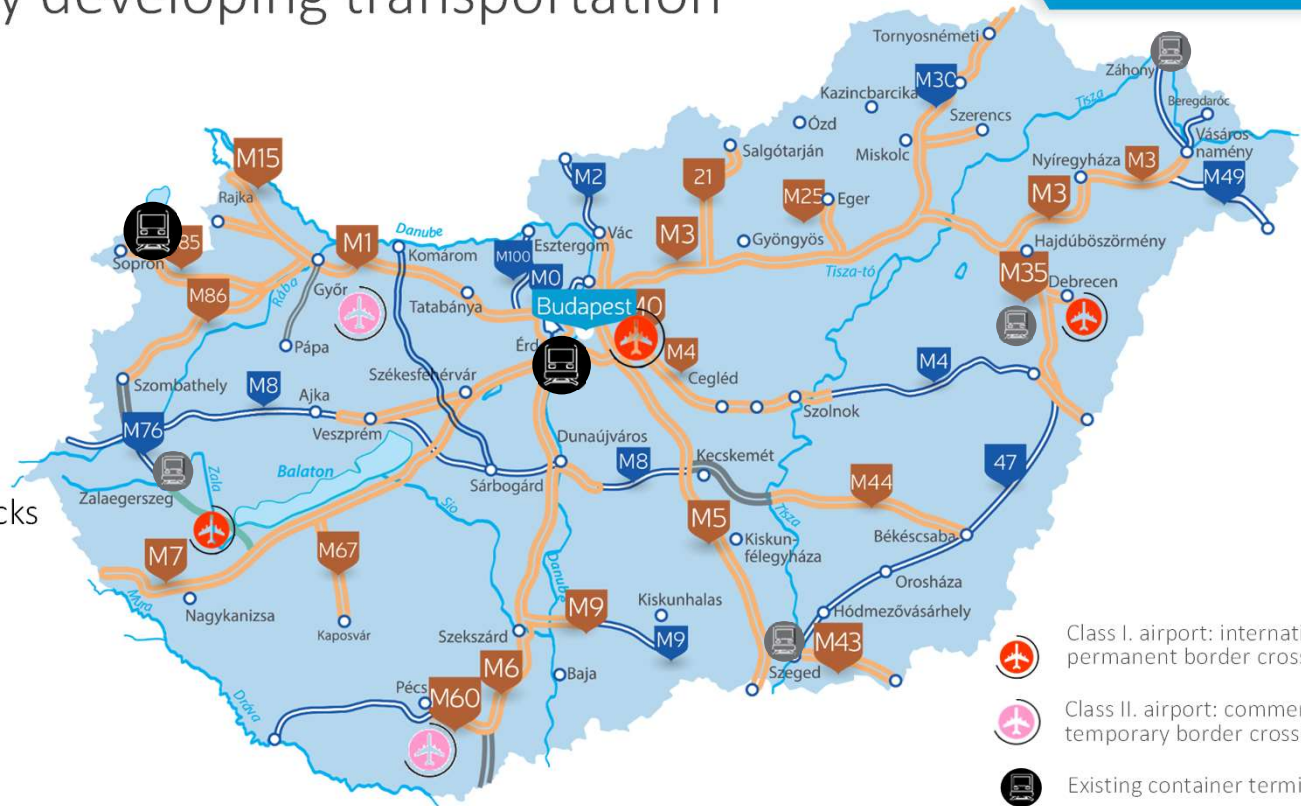 y developing transportation
Tornyosnémeti
M30
Záhony
Kazincbarcika
Tisza
Beregdaróc
Szerencs
Ózd
M15
Salgótarján
Miskolc
Vásáros
namény
M2
21
Nyíregyháza
M3
M3
M49
Rajka
M25
Eger
Danube
Vác
85
M1
Esztergom
M3
Gyöngyös
Hajdúböszörmény
Sopron
Komárom
M100
M0
Tisza-tó
M35
Debrecen
M86
Rába
Győr
Tatabánya
Budapest
M0
Pápa
Érd
M4
Székesfehérvár
Cegléd
M4
Szombathely
M8
Ajka
Szolnok
Veszprém
M76
Dunaújváros
Kecskemét
Balaton
M8
47
Zala
Zalaegerszeg
Sárbogárd
Sio
M44
Tisza
cks
M5
Békéscsaba
M7
M67
Kiskun-
félegyháza
Danube
Orosháza
Mura
Nagykanizsa
M9
Kiskunhalas
Hódmezővásárhely
Kaposvár
Szekszárd
M9
M43
Class I. airport: internati
permanent border cross
M6
Szeged
Baja
Pécs
M60
Dráva
Class II. airport: commer
temporary border cross
Existing container termi